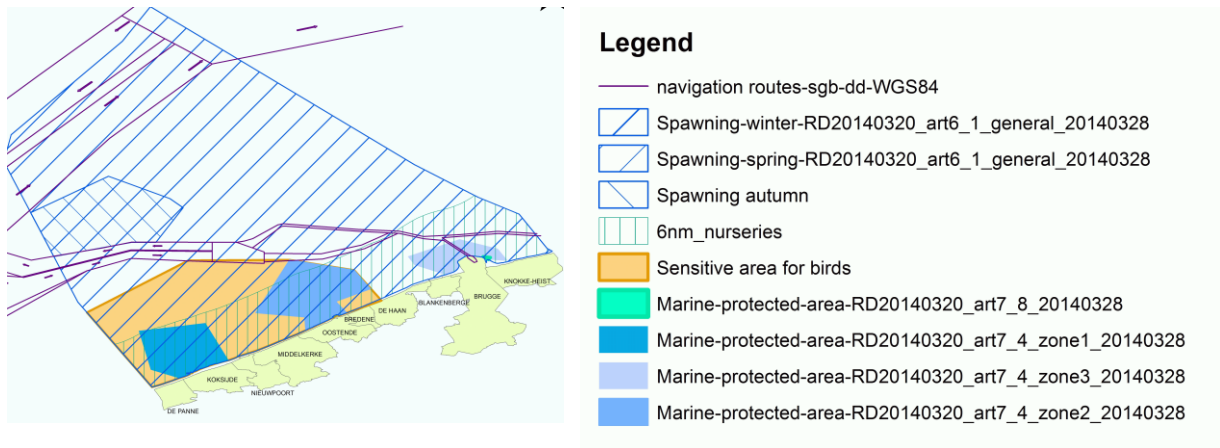 KNOKKE-HEIST
BLANKENBERGE
BRUGGE
DE HAAN
BREDENE
OOSTENDE
MIDDELKERKE
KOKSIJDE
NIEUWPOORT
DE PANNE
Legend
navigation routes-sgb-dd-WGS84
Spawning-winter-RD20140320_art6_1_general_20140328
Spawning-spring-RD20140320_art6_1_general_20140328
Spawning autumn
6nm_nurseries
Sensitive area for birds
Marine-protected-area-RD20140320_art7_8_20140328
Marine-protected-area-RD20140320_art7_4_zone1_20140328
Marine-protected-area-RD20140320_art7_4_zone3_20140328
Marine-protected-area-RD20140320_art7_4_zone2_20140328